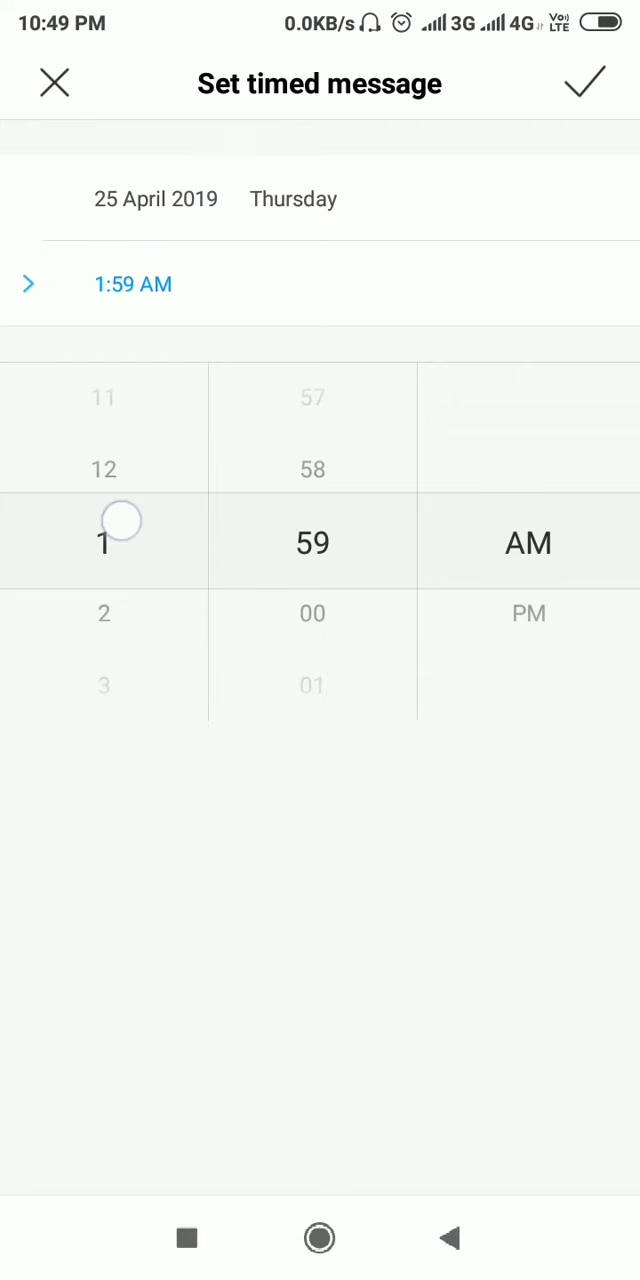 10:49 PM 0.0KB/s 3G 4G Vo)) LTE
Set timed message
25 April 2019 Thursday
1:59 AM
11 57
12 58
1 59 AM
2 00 PM
3 01